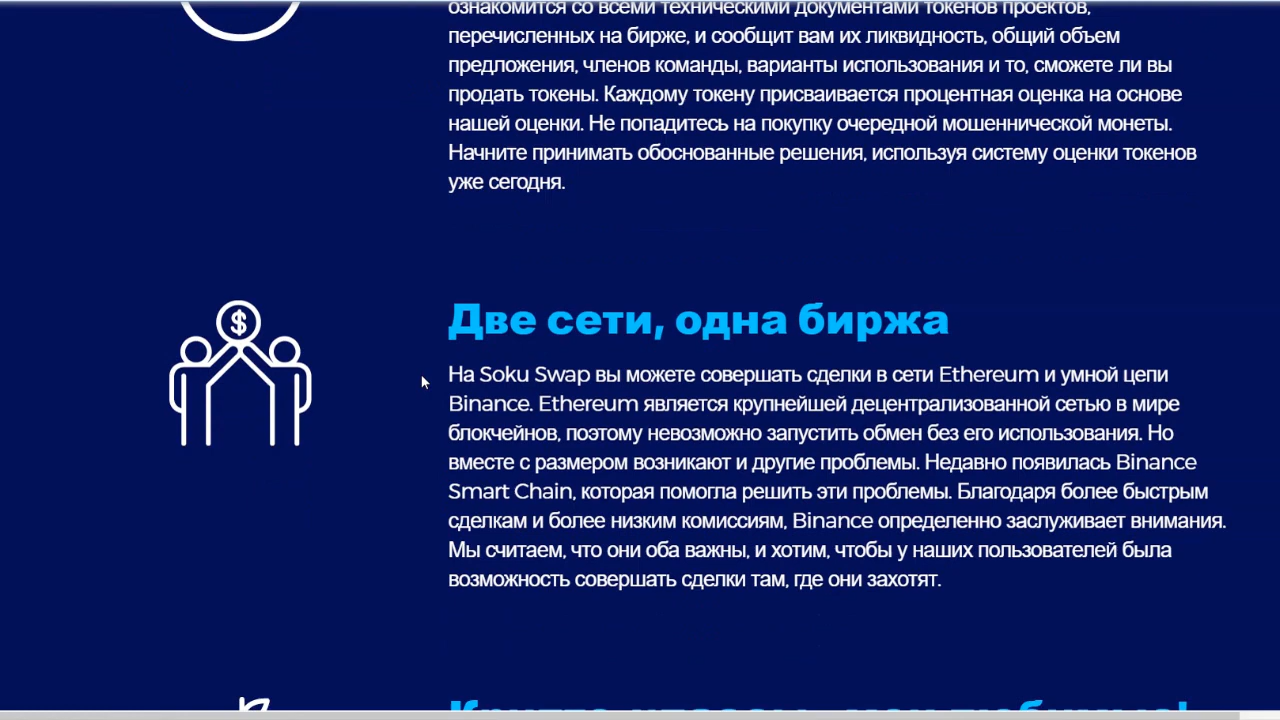 ознакомится со всеми техническими документами токенов проектов,
перечисленных на бирже, и сообщит вам их ликвидность, общий объем
предложения, членов команды, варианты использования и то, сможете ли вы
продать токены. Каждому токену присваивается процентная оценка на основе
нашей оценки. Не попадитесь на покупку очередной мошеннической монеты.
Начните принимать обоснованные решения, используя систему оценки токенов
уже сегодня.
$
Две сети, одна биржа
На Soku Swap вы можете совершать сделки в сети Ethereum и умной цепи
Binance. Ethereum является крупнейшей децентрализованной сетью в мире
блокчейнов, поэтому невозможно запустить обмен без его использования. Но
вместе с размером возникают и другие проблемы. Недавно появилась Binance
Smart Chain, которая помогла решить эти проблемы. Благодаря более быстрым
сделкам и более низким комиссиям, Binance определенно заслуживает внимания.
Мы считаем, что они оба важны, и хотим, чтобы у наших пользователей была
возможность совершать сделки там, где они захотят.